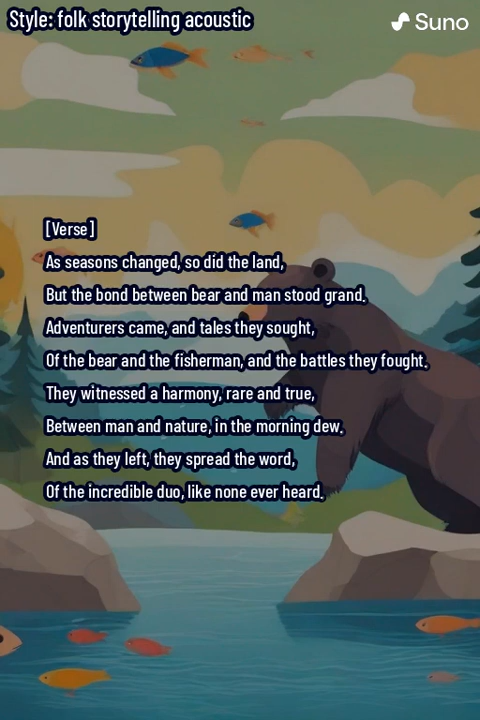 Style: folk storytelling acoustic
Suno
[Verse]
As seasons changed, so did the land,
But the bond between bear and man stood grand.
Adventurers came, and tales they sought,
Of the bear and the fisherman, and the battles they fought.
They witnessed a harmony, rare and true,
Between man and nature, in the morning dew.
And as they left, they spread the word,
Of the incredible duo, like none ever heard.